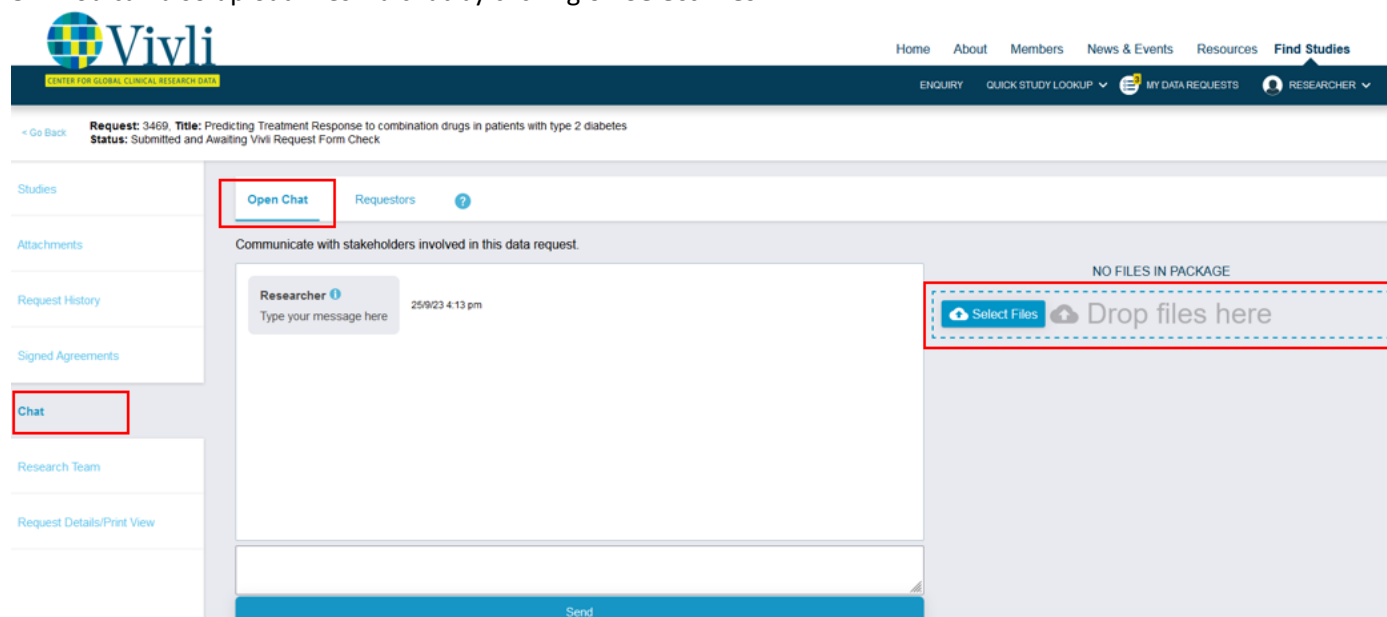 Vivli
CENTER FOR GLOBAL CLINICAL RESEARCH DATA
Home About Members News & Events Resources Find Studies
ENQUIRY QUICK STUDY LOOKUP 3 MY DATA REQUESTS RESEARCHER
< Go Back
Request: 3469, Title: Predicting Treatment Response to combination drugs in patients with type 2 diabetes
Status: Submitted and Awaiting Vivli Request Form Check
Studies
Attachments
Request History
Signed Agreements
Chat
Research Team
Request Details/Print View
Open Chat Requestors ?
Communicate with stakeholders involved in this data request.
Researcher
Type your message here
25/9/23 4:13 pm
NO FILES IN PACKAGE
Select Files Drop files here
Send